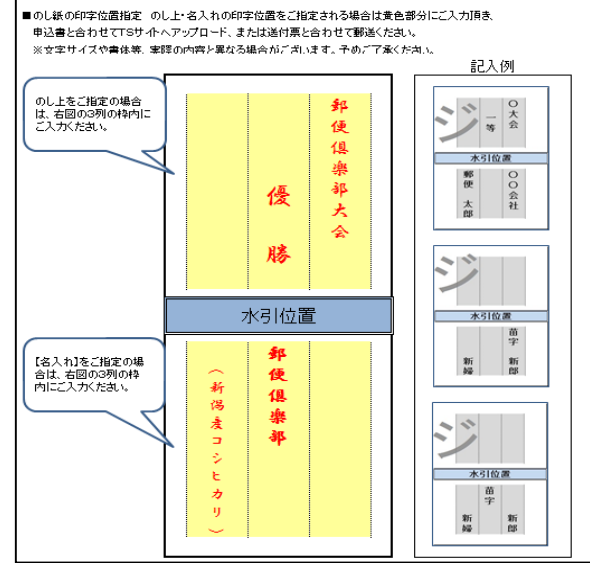 ■のし紙の印字位置指定　のし上・名入れの印字位置をご指定される場合は黄色部分にご入力頂き、
申込書と合わせてTSサイトへアップロード、または送付票と合わせて郵送ください。
※文字サイズや書体等、実際の内容と異なる場合がございます。予めご了承ください。
のし上をご指定の場合
は、右図の3列の枠内に
ご入力ください。
郵便倶楽部大会
優勝
水引位置
【名入れ】をご指定の場
合は、右図の3列の枠
内にご入力ください。
郵便倶楽部
（新潟産コシヒカリ）
記入例
〇大会
一等
ジ
水引位置
〇〇会社
郵便 太郎
ジ
水引位置
苗字
新郎
新婦
ジ
水引位置
苗字
新郎
新婦